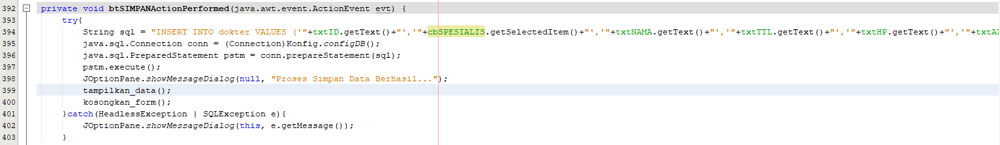 392 private void btSIMPANActionPerformed(java.awt.event.ActionEvent evt) {
393 try{
394 String sql = "INSERT INTO dokter VALUES ('"+txtID.getText()+"','"+cbSPESIALIS.getSelectedItem()+"','"+txtNAMA.getText()+"','"+txtTTL.getText()+"','"+txtHP.getText()+"','"+
395 java.sql.Connection conn = (Connection)Konfig.configDB();
396 java.sql.PreparedStatement pstm = conn.prepareStatement(sql);
397 pstm.execute();
398 JOptionPane.showMessageDialog(null, "Proses Simpan Data Berhasil...");
399 tampilkan_data();
400 kosongkan_form();
401 }catch(HeadlessException | SQLException e){
402 JOptionPane.showMessageDialog(this, e.getMessage());
403 }